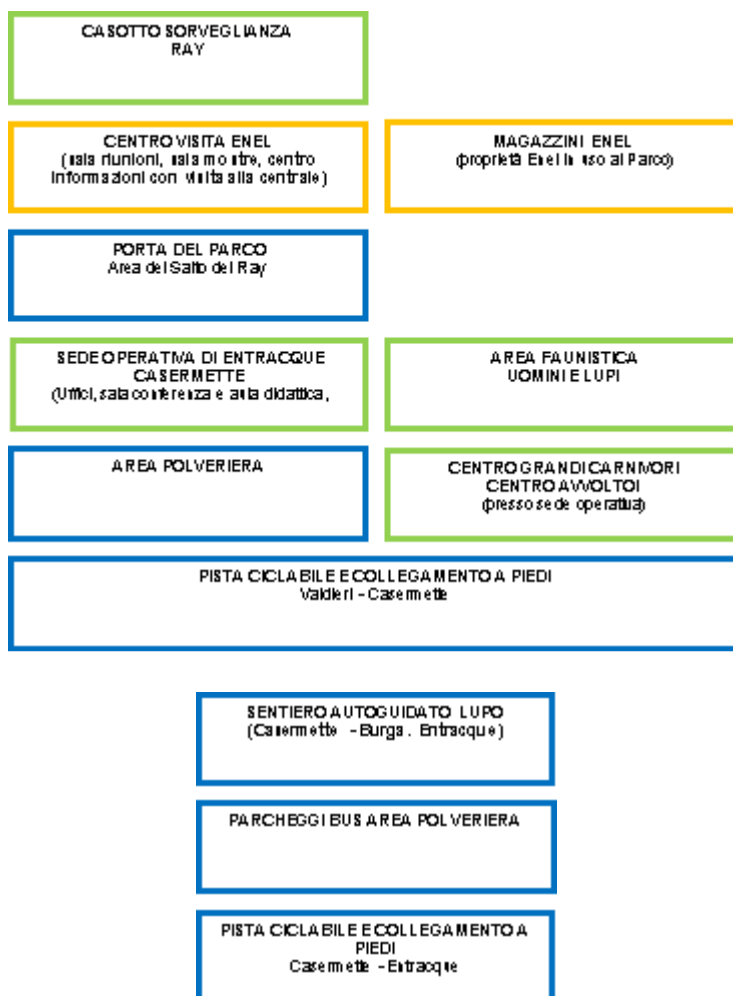 CASOTTO SORVEGLIANZA
RAY
CENTRO VISITA ENEL
(sala riunioni, sala mostre, centro
informazioni con visita alla centrale)
MAGAZZINI ENEL
(proprietà Enel in uso al Parco)
PORTA DEL PARCO
Area del Salto del Ray
SEDE OPERATIVA DI ENTRACQUE
CASERMETTE
(Uffici, sala conferenza e aula didattica,
AREA FAUNISTICA
UOMINI E LUPI
AREA POLVERIERA
CENTRO GRANDI CARNIVORI
CENTRO AVVOLTOI
(presso sede operativa)
PISTA CICLABILE E COLLEGAMENTO A PIEDI
Valdieri - Casermette
SENTIERO AUTOGUIDATO LUPO
(Casermette - Burga. Entracque)
PARCHEGGI BUS AREA POLVERIERA
PISTA CICLABILE E COLLEGAMENTO A
PIEDI
Casermette - Entracque